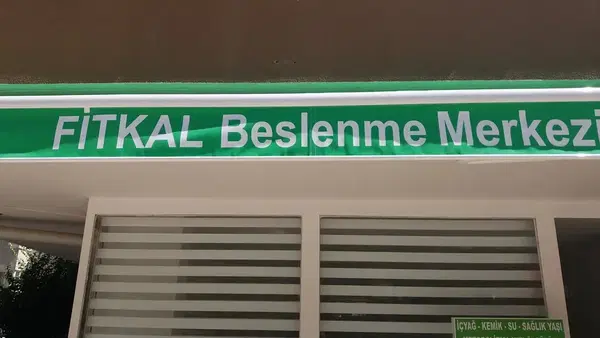 FİTKAL Beslenme Merkezi
İÇYAĞ - KEMİK - SU - SAĞLIK YAŞI